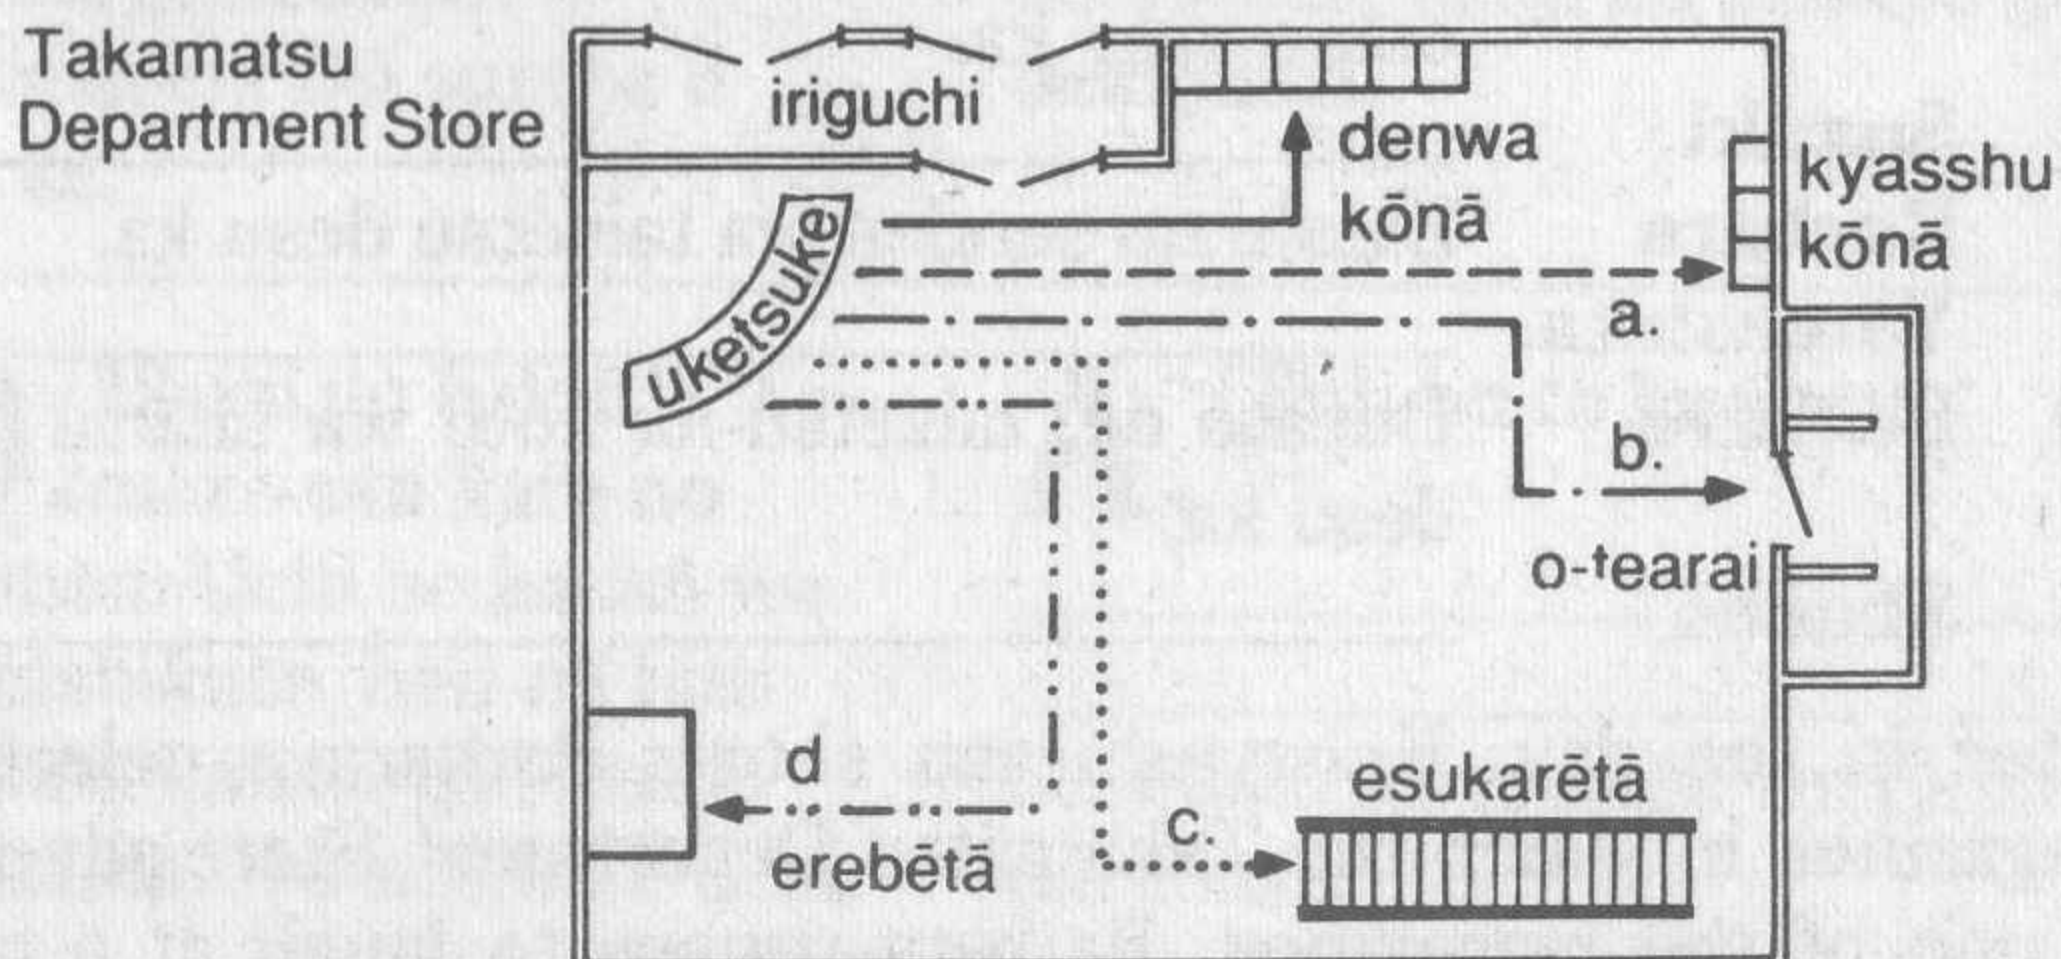 Takamatsu
Department Store
iriguchi
denwa
kōnā
kyasshu
kōnā
uketsuke
a.
b.
o-tearai
d
erebētā
c.
esukarētā